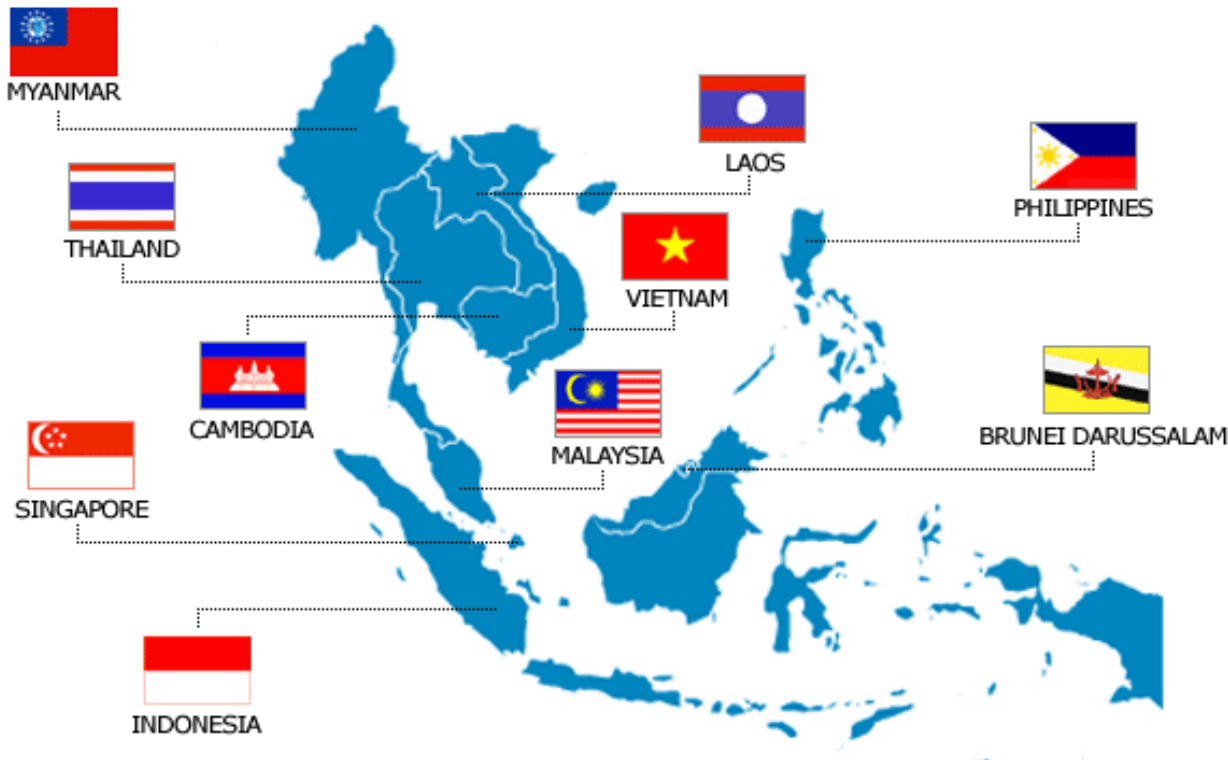 MYANMAR
LAOS
PHILIPPINES
THAILAND
VIETNAM
CAMBODIA
MALAYSIA
BRUNEI DARUSSALAM
SINGAPORE
INDONESIA